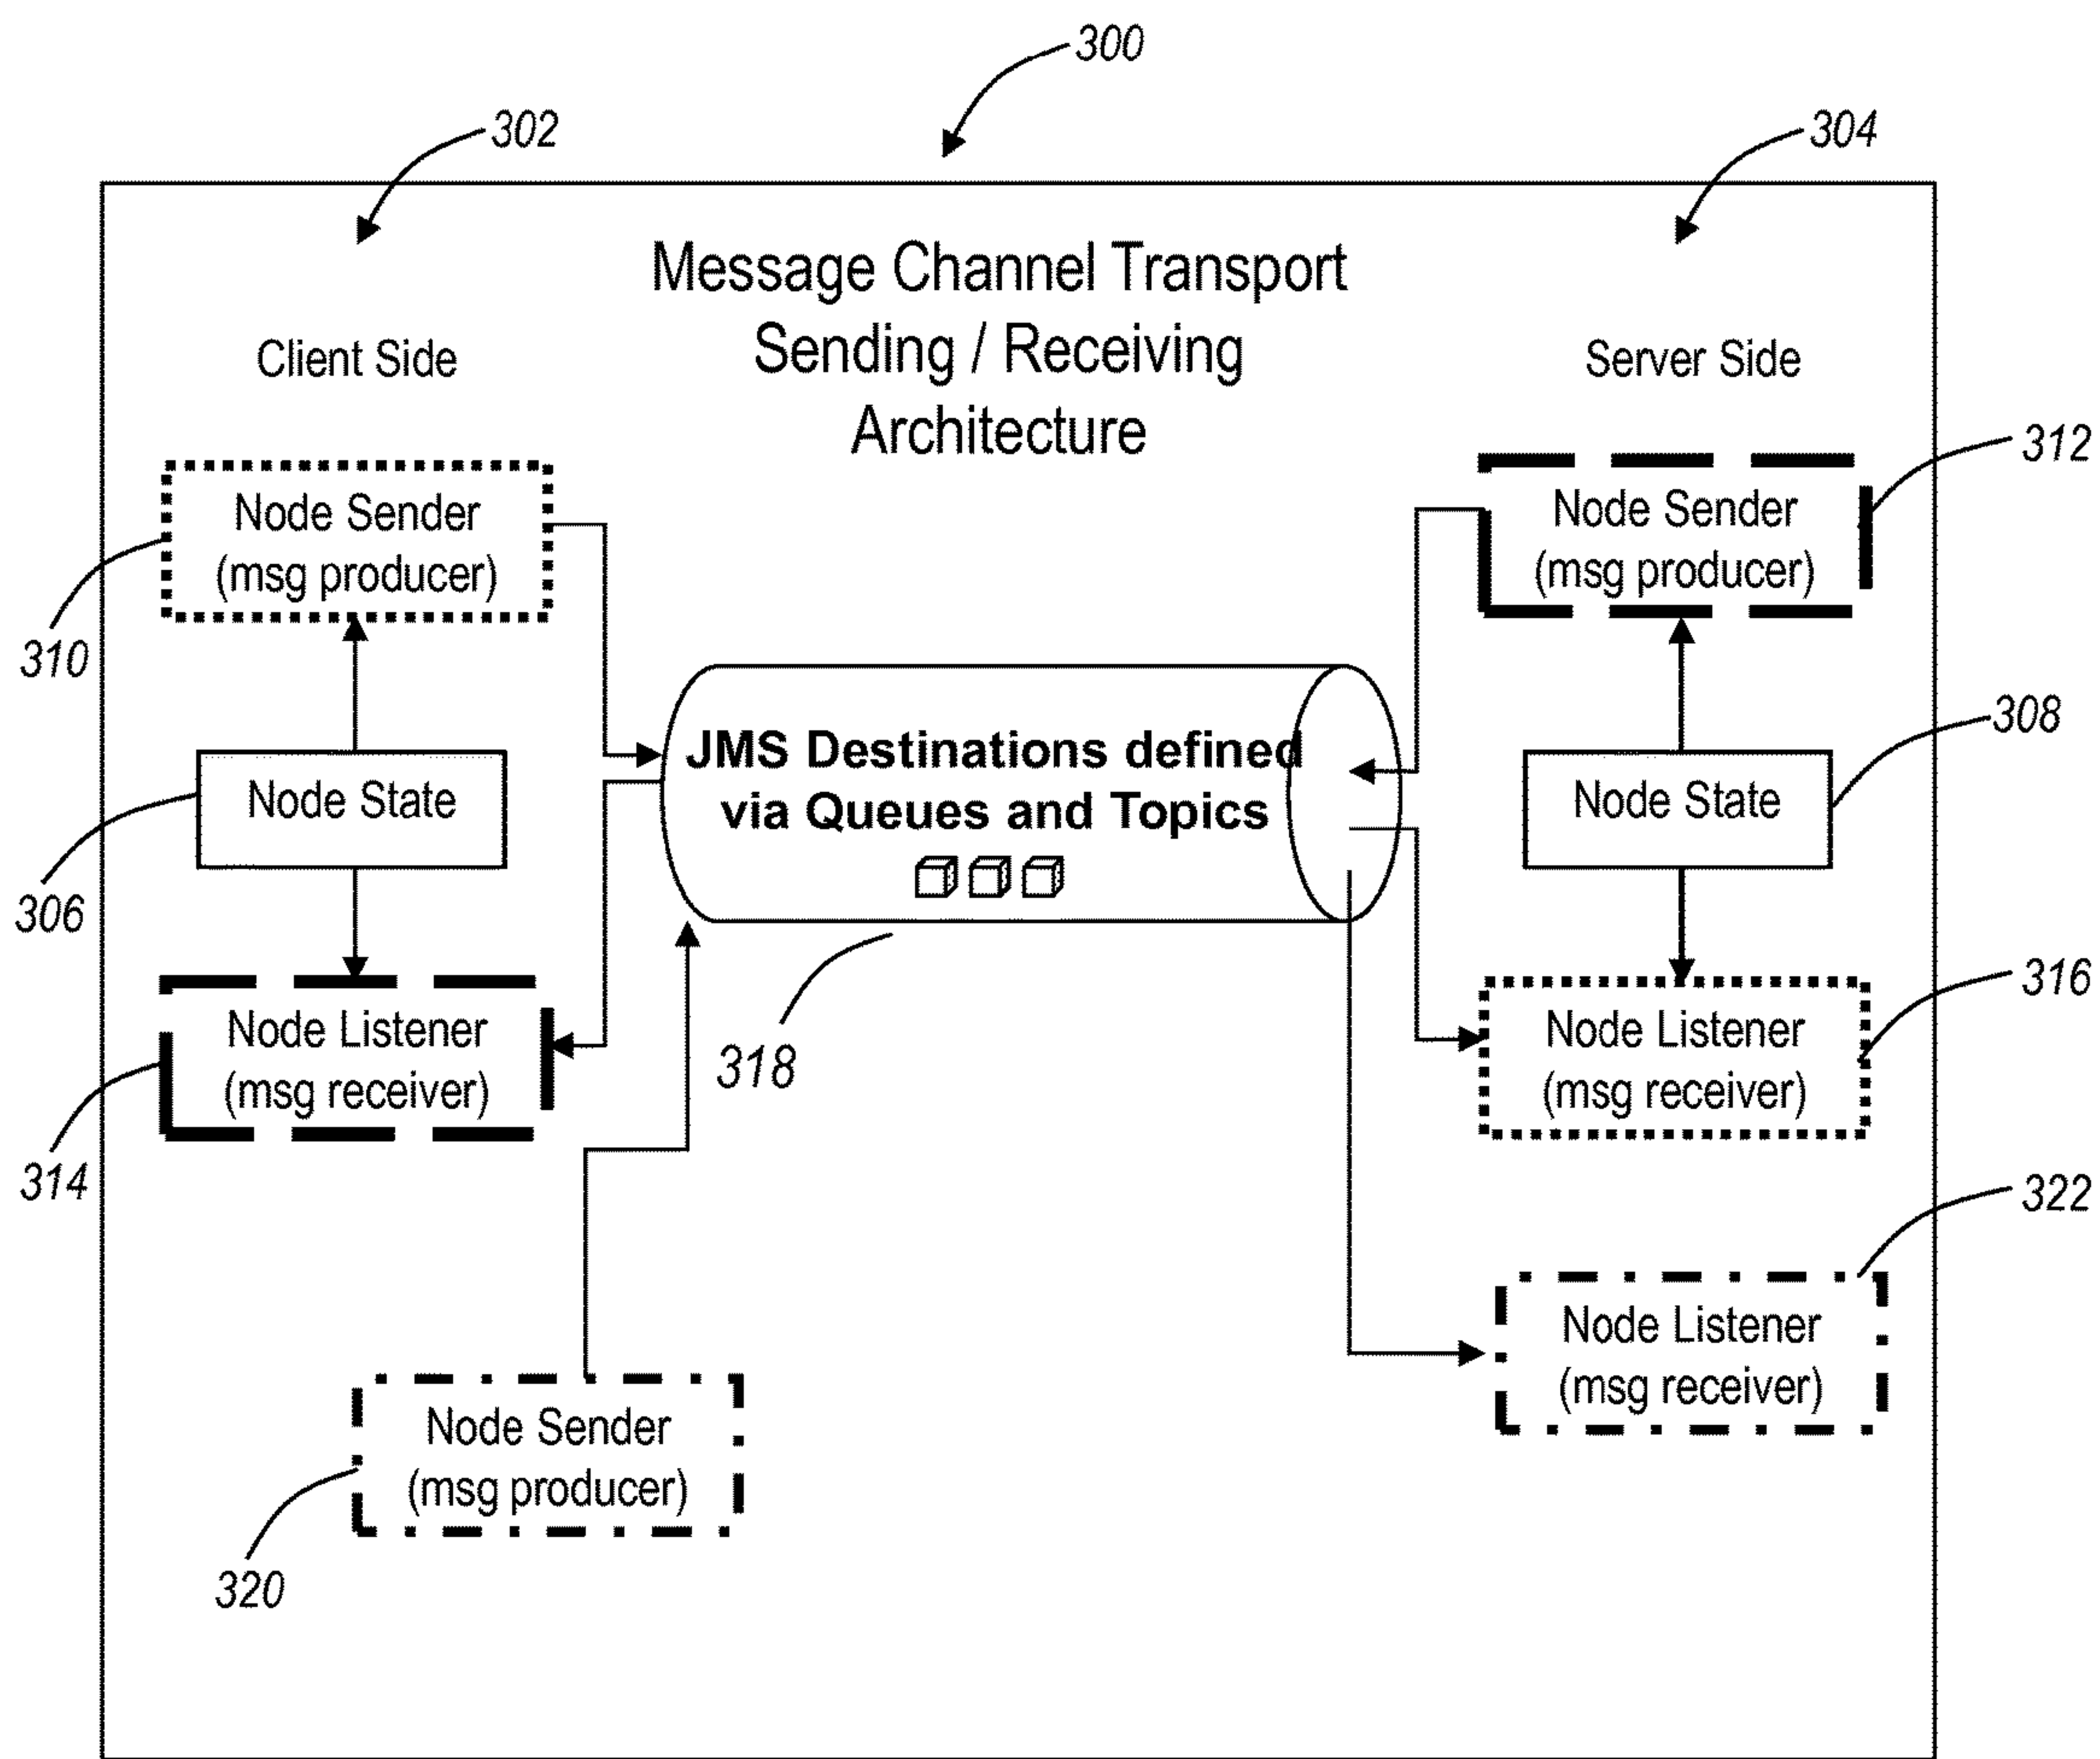 300
302
304
Message Channel Transport
Sending / Receiving
Architecture
Client Side
Server Side
312
Node Sender
(msg producer)
310
Node Sender
(msg producer)
308
JMS Destinations defined
via Queues and Topics
Node State
306
Node State
316
Node Listener
(msg receiver)
314
318
Node Listener
(msg receiver)
322
Node Listener
(msg receiver)
Node Sender
(msg producer)
320